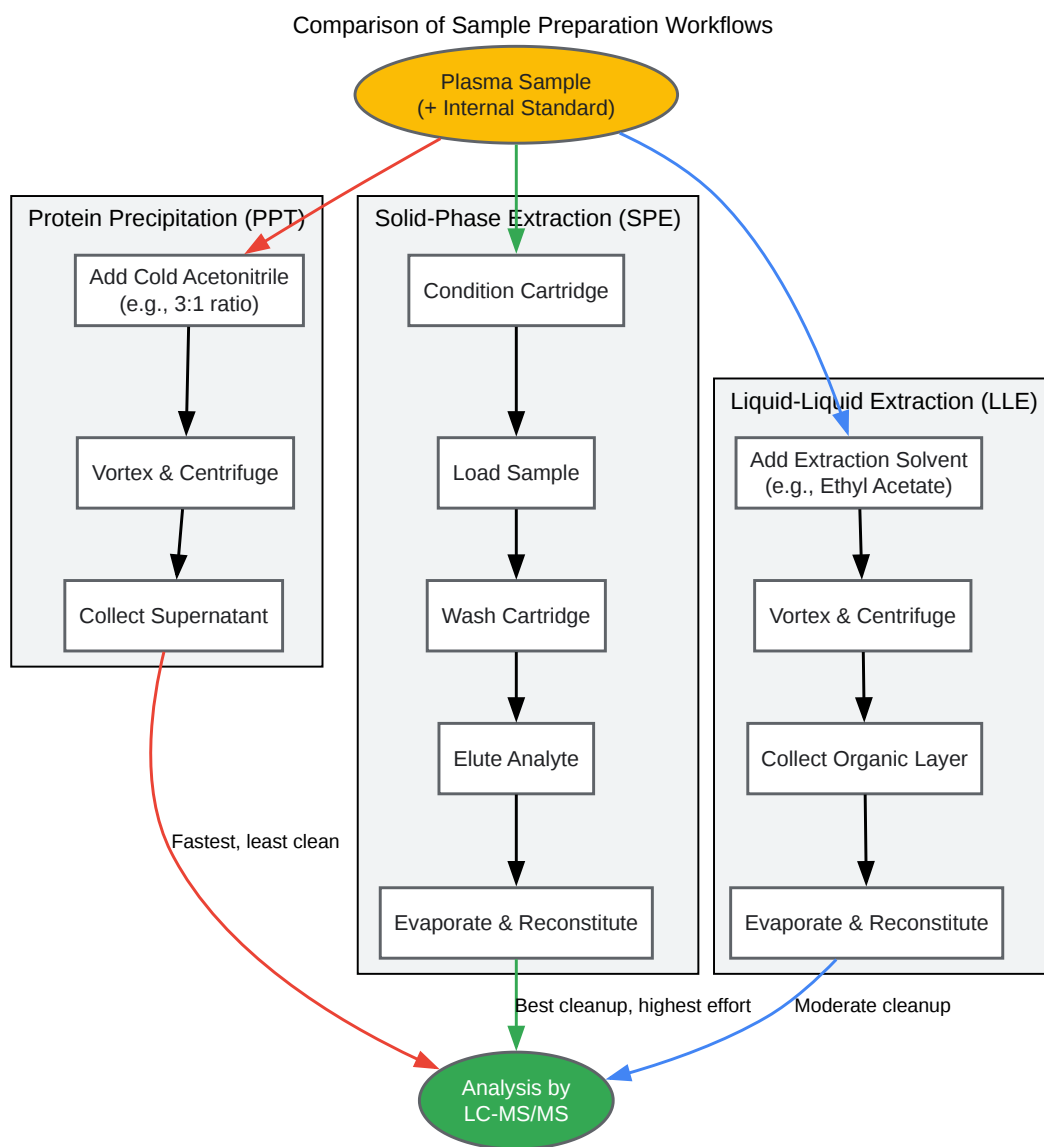 Comparison of Sample Preparation Workflows
Plasma Sample
(+ Internal Standard)
Protein Precipitation (PPT)
Add Cold Acetonitrile
(e.g., 3:1 ratio)
Vortex & Centrifuge
Collect Supernatant
Fastest, least clean
Solid-Phase Extraction (SPE)
Condition Cartridge
Load Sample
Wash Cartridge
Elute Analyte
Evaporate & Reconstitute
Best cleanup, highest effort
Liquid-Liquid Extraction (LLE)
Add Extraction Solvent
(e.g., Ethyl Acetate)
Vortex & Centrifuge
Collect Organic Layer
Evaporate & Reconstitute
Moderate cleanup
Analysis by
LC-MS/MS